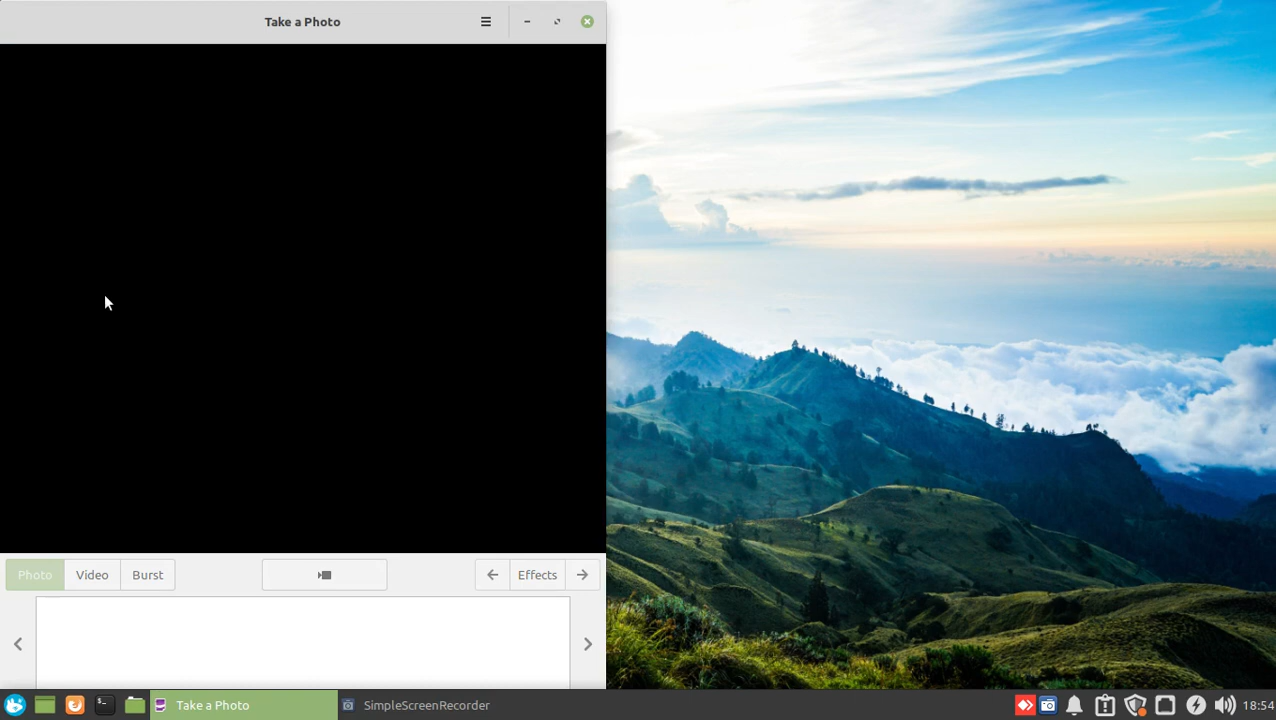 Take a Photo
Photo
Video
Burst
Effects
Take a Photo
SimpleScreenRecorder
18:54